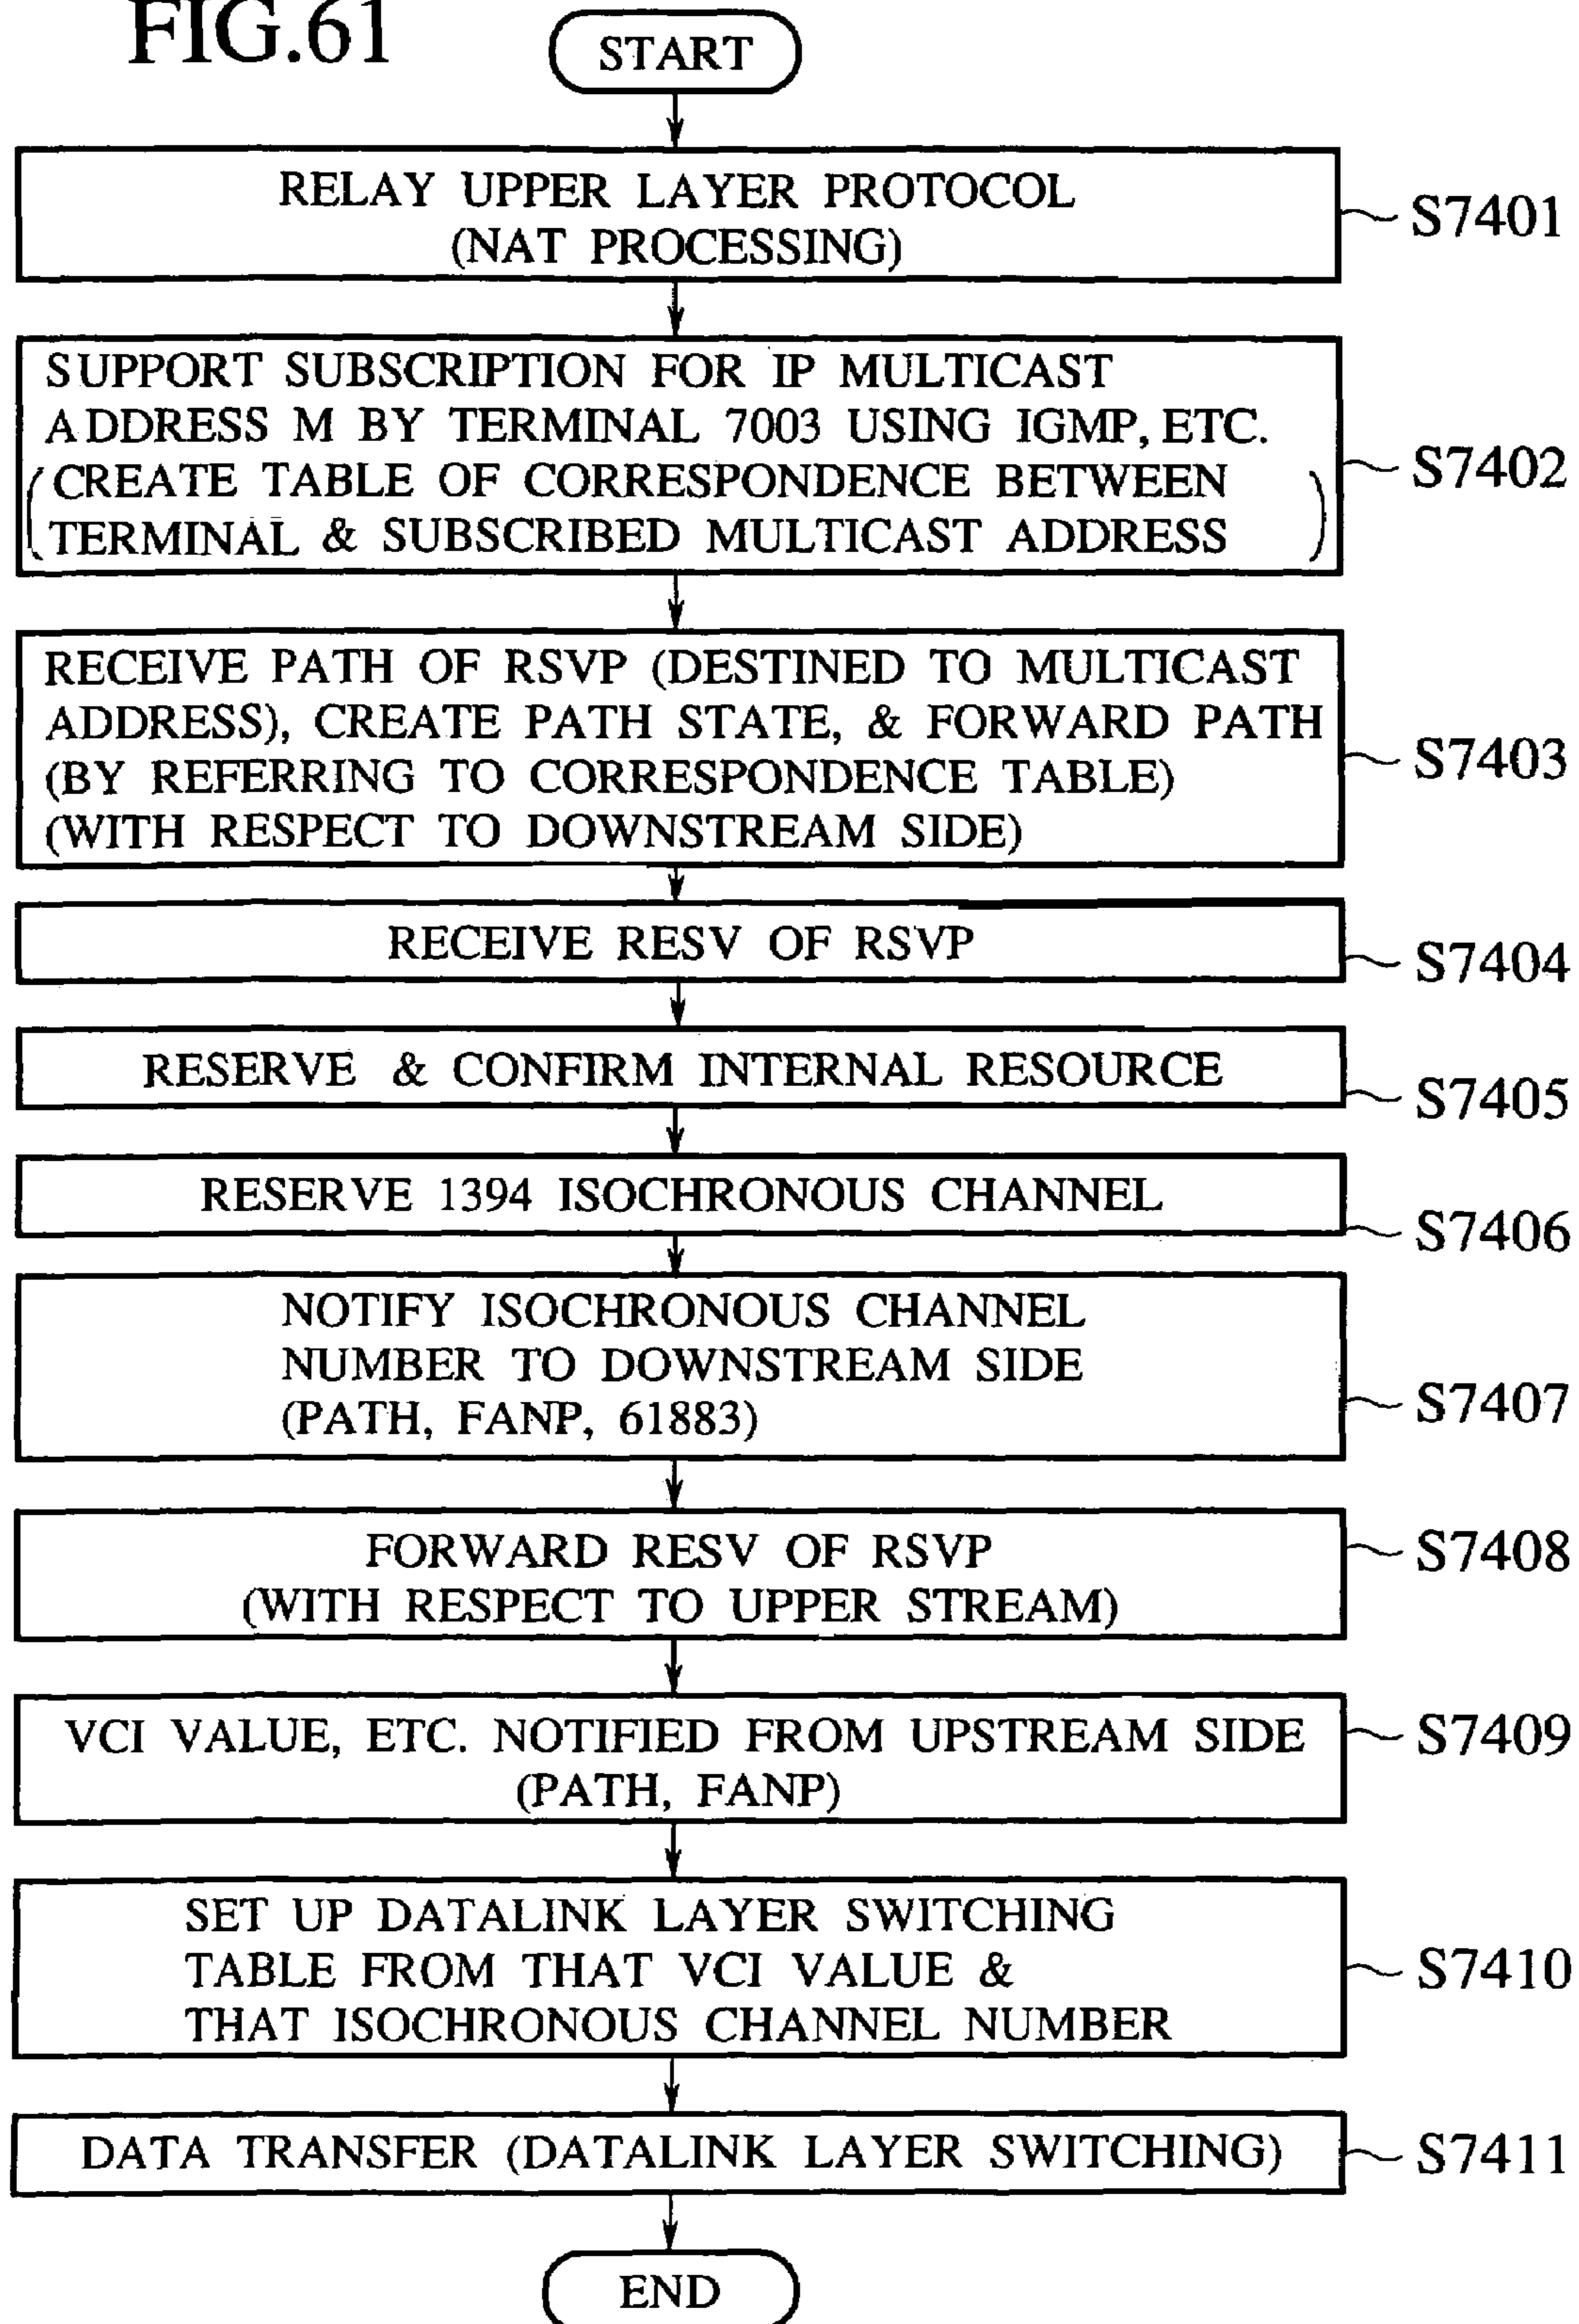 FIG.61
START
RELAY UPPER LAYER PROTOCOL
(NAT PROCESSING)
S7401
SUPPORT SUBSCRIPTION FOR IP MULTICAST
ADDRESS M BY TERMINAL 7003 USING IGMP, ETC.
(CREATE TABLE OF CORRESPONDENCE BETWEEN
TERMINAL & SUBSCRIBED MULTICAST ADDRESS)
S7402
RECEIVE PATH OF RSVP (DESTINED TO MULTICAST
ADDRESS), CREATE PATH STATE, & FORWARD PATH
(BY REFERRING TO CORRESPONDENCE TABLE)
(WITH RESPECT TO DOWNSTREAM SIDE)
S7403
RECEIVE RESV OF RSVP
S7404
RESERVE & CONFIRM INTERNAL RESOURCE
S7405
RESERVE 1394 ISOCHRONOUS CHANNEL
S7406
NOTIFY ISOCHRONOUS CHANNEL
NUMBER TO DOWNSTREAM SIDE
(PATH, FANP, 61883)
S7407
FORWARD RESV OF RSVP
(WITH RESPECT TO UPPER STREAM)
S7408
VCI VALUE, ETC. NOTIFIED FROM UPSTREAM SIDE
(PATH, FANP)
S7409
SET UP DATALINK LAYER SWITCHING
TABLE FROM THAT VCI VALUE &
THAT ISOCHRONOUS CHANNEL NUMBER
S7410
DATA TRANSFER (DATALINK LAYER SWITCHING)
S7411
END